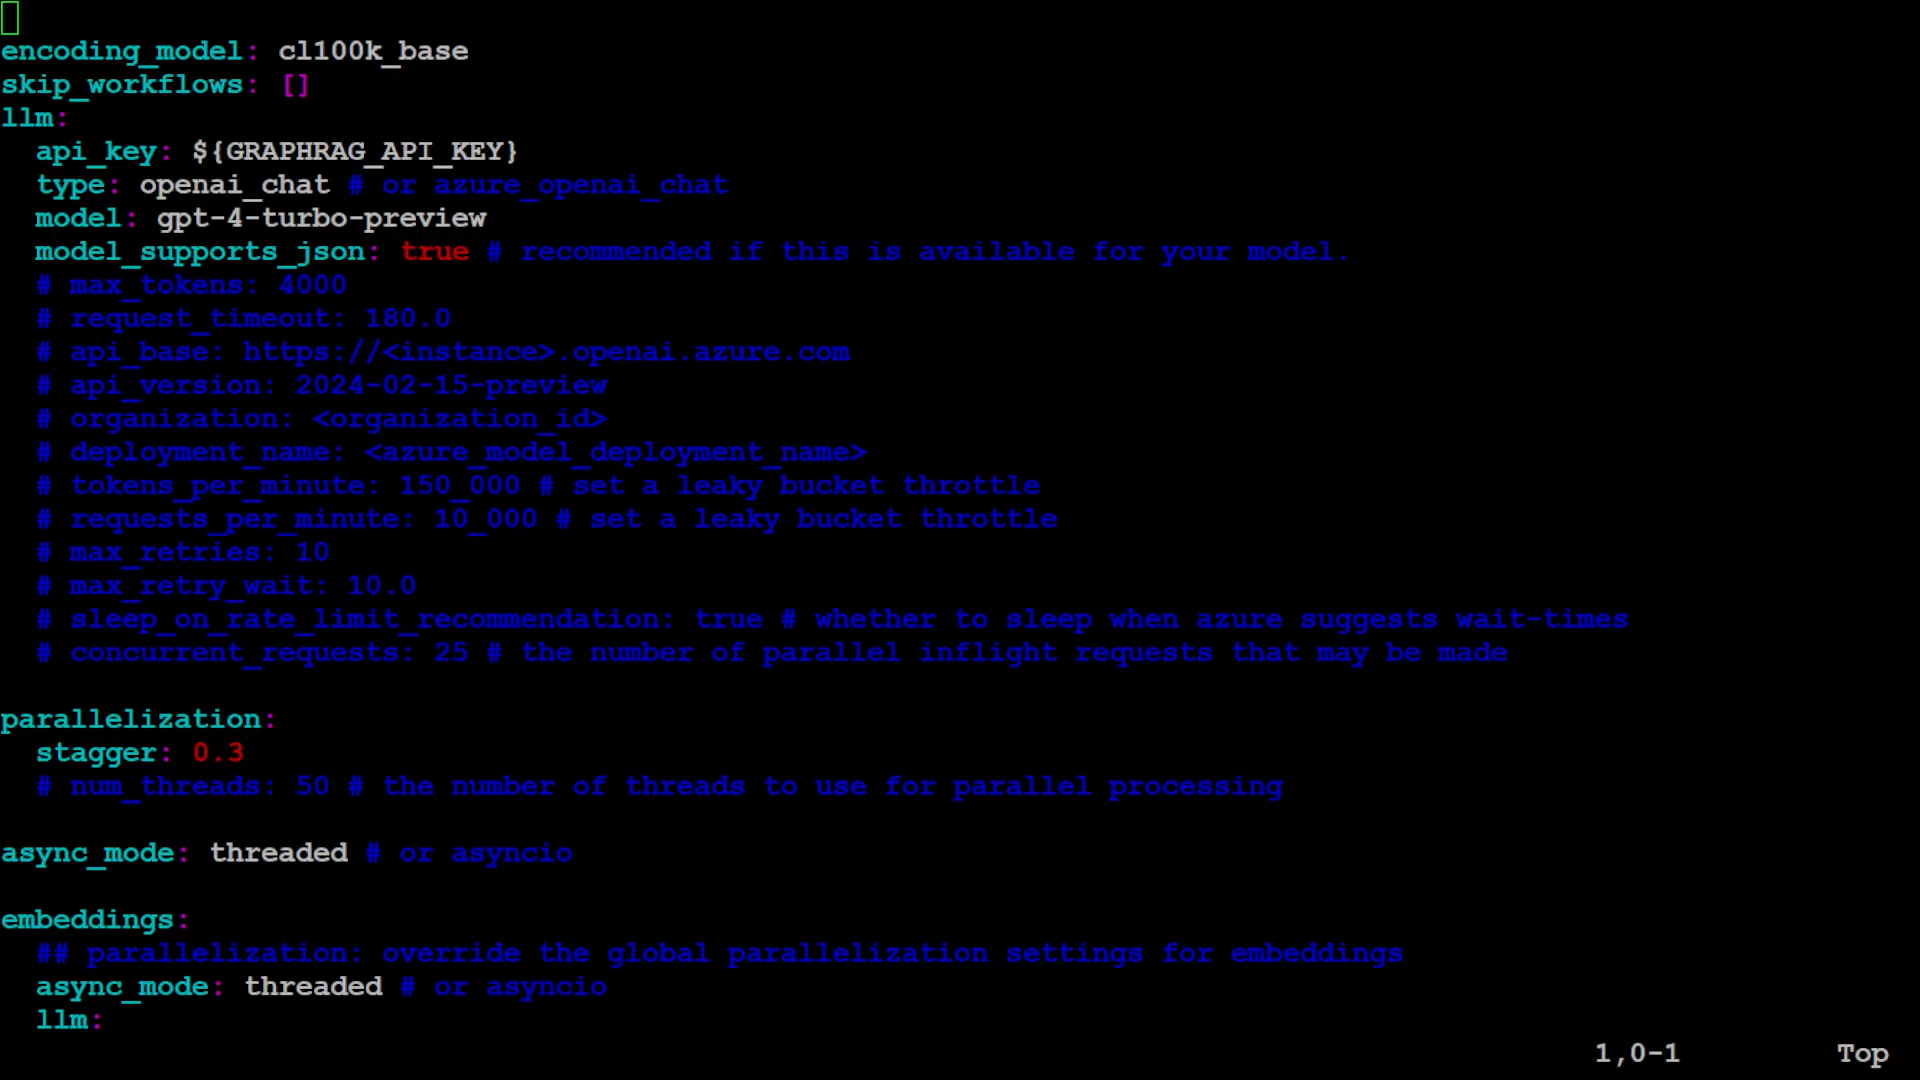 encoding_model: cl100k_base
skip_workflows: []
llm:
  api_key: ${GRAPHRAG_API_KEY}
  type: openai_chat # or azure_openai_chat
  model: gpt-4-turbo-preview
  model_supports_json: true # recommended if this is available for your model.
  # max_tokens: 4000
  # request_timeout: 180.0
  # api_base: https://<instance>.openai.azure.com
  # api_version: 2024-02-15-preview
  # organization: <organization_id>
  # deployment_name: <azure_model_deployment_name>
  # tokens_per_minute: 150_000 # set a leaky bucket throttle
  # requests_per_minute: 10_000 # set a leaky bucket throttle
  # max_retries: 10
  # max_retry_wait: 10.0
  # sleep_on_rate_limit_recommendation: true # whether to sleep when azure suggests wait-times
  # concurrent_requests: 25 # the number of parallel inflight requests that may be made

parallelization:
  stagger: 0.3
  # num_threads: 50 # the number of threads to use for parallel processing

async_mode: threaded # or asyncio

embeddings:
  ## parallelization: override the global parallelization settings for embeddings
  async_mode: threaded # or asyncio
  llm:
1,0-1 Top